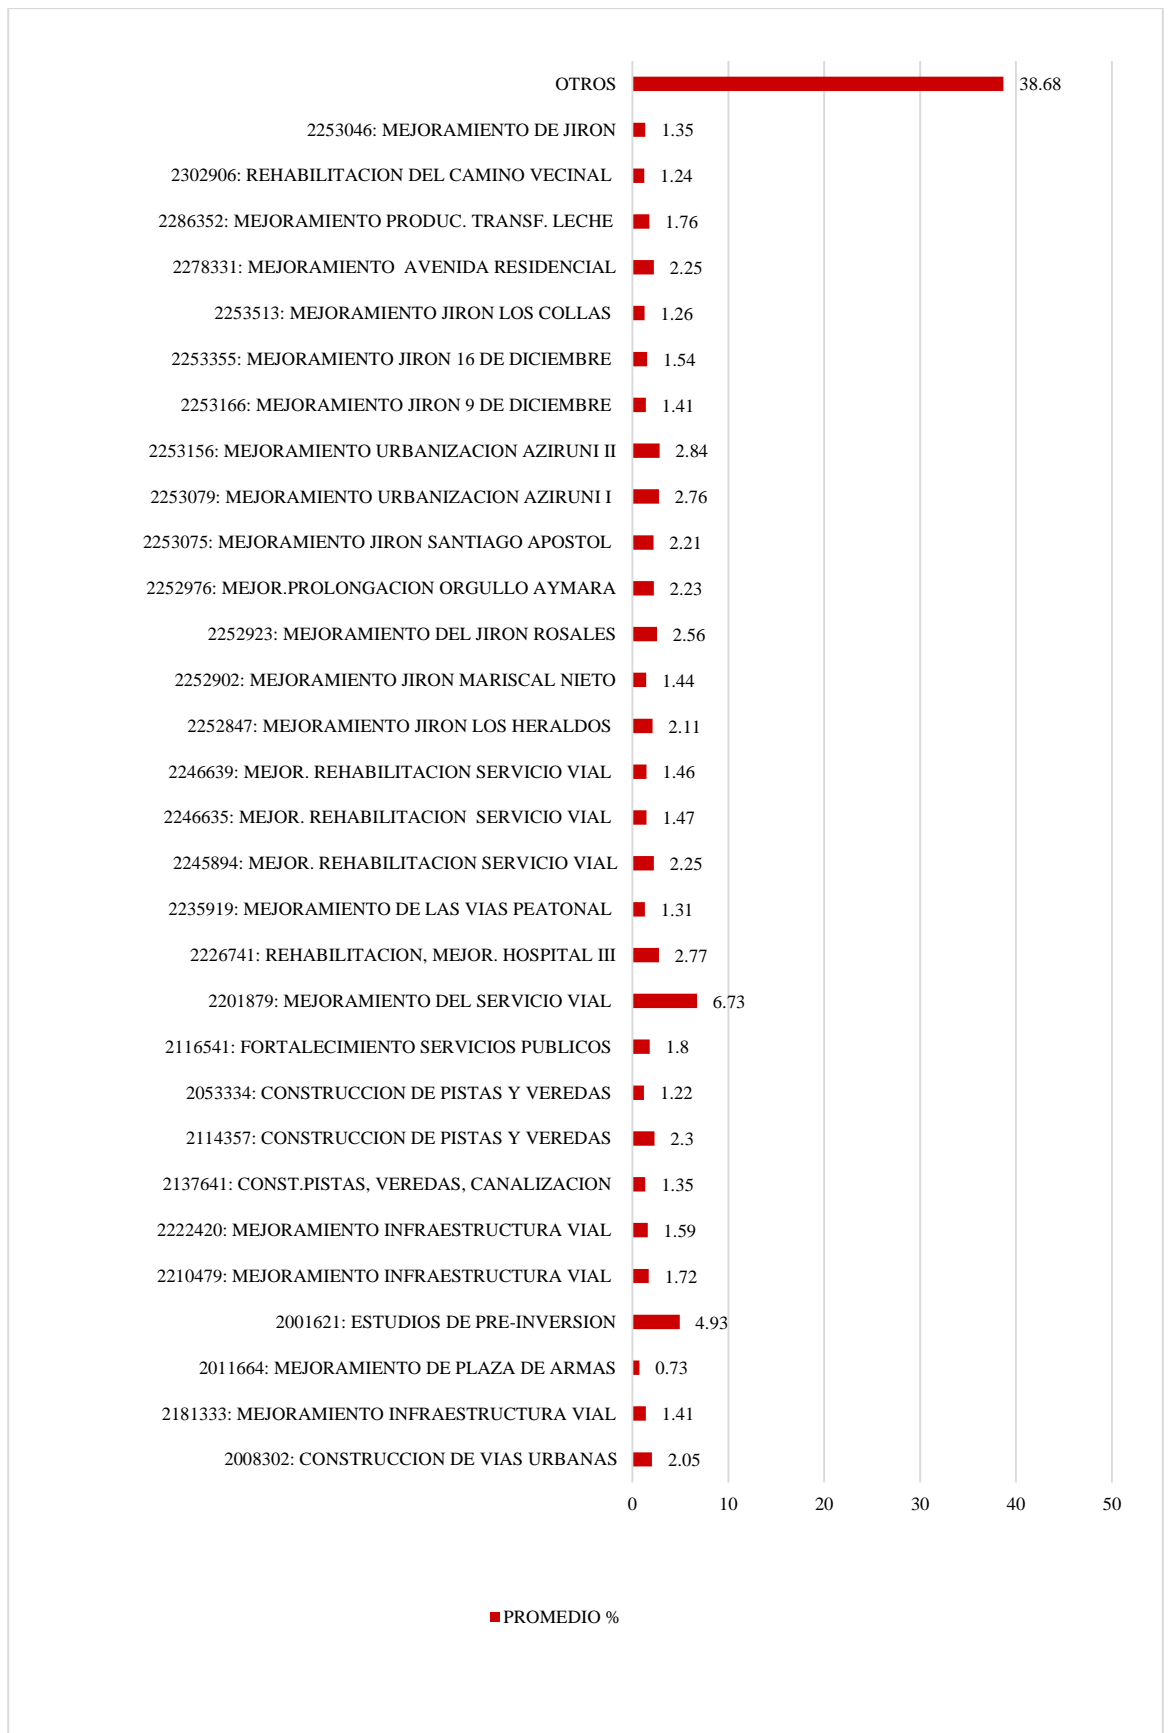 OTROS 38.68
2253046: MEJORAMIENTO DE JIRON 1.35
2302906: REHABILITACION DEL CAMINO VECINAL 1.24
2286352: MEJORAMIENTO PRODUC. TRANSF. LECHE 1.76
2278331: MEJORAMIENTO AVENIDA RESIDENCIAL 2.25
2253513: MEJORAMIENTO JIRON LOS COLLAS 1.26
2253355: MEJORAMIENTO JIRON 16 DE DICIEMBRE 1.54
2253166: MEJORAMIENTO JIRON 9 DE DICIEMBRE 1.41
2253156: MEJORAMIENTO URBANIZACION AZIRUNI II 2.84
2253079: MEJORAMIENTO URBANIZACION AZIRUNI I 2.76
2253075: MEJORAMIENTO JIRON SANTIAGO APOSTOL 2.21
2252976: MEJOR.PROLONGACION ORGULLO AYMARA 2.23
2252923: MEJORAMIENTO DEL JIRON ROSALES 2.56
2252902: MEJORAMIENTO JIRON MARISCAL NIETO 1.44
2252847: MEJORAMIENTO JIRON LOS HERALDOS 2.11
2246639: MEJOR. REHABILITACION SERVICIO VIAL 1.46
2246635: MEJOR. REHABILITACION SERVICIO VIAL 1.47
2245894: MEJOR. REHABILITACION SERVICIO VIAL 2.25
2235919: MEJORAMIENTO DE LAS VIAS PEATONAL 1.31
2226741: REHABILITACION, MEJOR. HOSPITAL III 2.77
2201879: MEJORAMIENTO DEL SERVICIO VIAL 6.73
2116541: FORTALECIMIENTO SERVICIOS PUBLICOS 1.8
2053334: CONSTRUCCION DE PISTAS Y VEREDAS 1.22
2114357: CONSTRUCCION DE PISTAS Y VEREDAS 2.3
2137641: CONST.PISTAS, VEREDAS, CANALIZACION 1.35
2222420: MEJORAMIENTO INFRAESTRUCTURA VIAL 1.59
2210479: MEJORAMIENTO INFRAESTRUCTURA VIAL 1.72
2001621: ESTUDIOS DE PRE-INVERSION 4.93
2011664: MEJORAMIENTO DE PLAZA DE ARMAS 0.73
2181333: MEJORAMIENTO INFRAESTRUCTURA VIAL 1.41
2008302: CONSTRUCCION DE VIAS URBANAS 2.05
0 10 20 30 40 50
PROMEDIO %